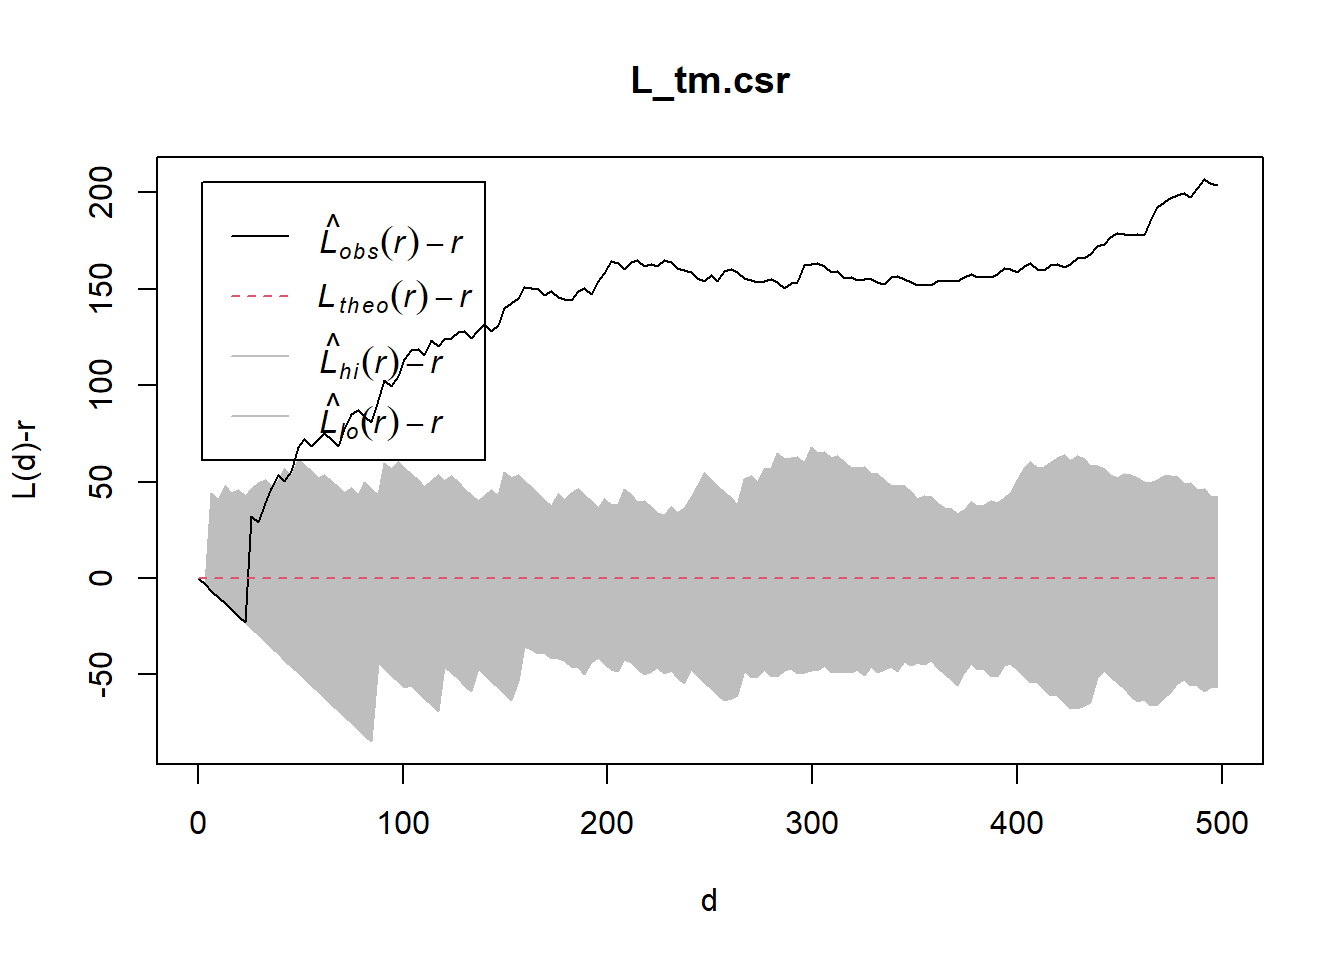 L_tm.csr
L̂obs(r) − r
Ltheo(r) − r
L̂hi(r) − r
L̂lo(r) − r
L(d)-r
200
150
100
50
0
-50
0 100 200 300 400 500
d